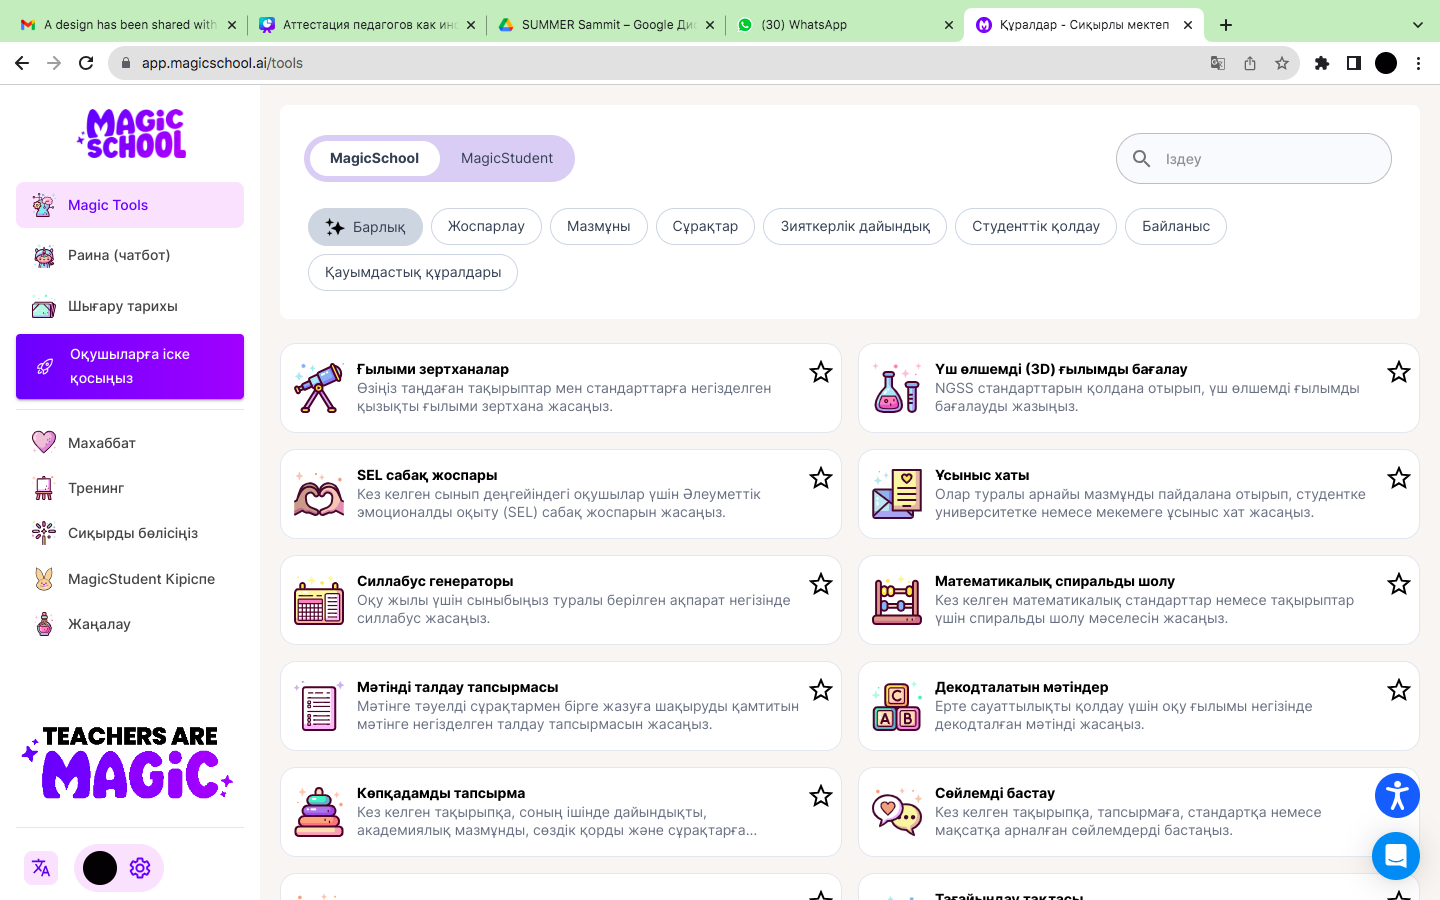 A design has been shared with
Аттестация педагогов как инс
SUMMER Sammit – Google Дис
(30) WhatsApp
Құралдар - Сиқырлы мектеп
app.magicschool.ai/tools
MAGIC
SCHOOL
Magic Tools
Раина (чатбот)
Шығару тарихы
Оқушыларға іске
қосыңыз
Махаббат
Тренинг
Сиқырды бөлісіңіз
MagicStudent Кіріспе
Жаңалау
TEACHERS ARE
MAGIC
MagicSchool
MagicStudent
Іздеу
Барлық
Жоспарлау
Мазмұны
Сұрақтар
Зияткерлік дайындық
Студенттік қолдау
Байланыс
Қауымдастық құралдары
Ғылыми зертханалар
Өзіңіз таңдаған тақырыптар мен стандарттарға негізделген
қызықты ғылыми зертхана жасаңыз.
Үш өлшемді (3D) ғылымды бағалау
NGSS стандарттарын қолдана отырып, үш өлшемді ғылымды
бағалауды жазыңыз.
SEL сабақ жоспары
Кез келген сынып деңгейіндегі оқушылар үшін Әлеуметтік
эмоционалды оқыту (SEL) сабақ жоспарын жасаңыз.
Ұсыныс хаты
Олар туралы арнайы мазмұнды пайдалана отырып, студентке
университетке немесе мекемеге ұсыныс хат жасаңыз.
Силлабус генераторы
Оқу жылы үшін сыныбыңыз туралы берілген ақпарат негізінде
силлабус жасаңыз.
Математикалық спиральды шолу
Кез келген математикалық стандарттар немесе тақырыптар
үшін спиральды шолу мәселесін жасаңыз.
Мәтінді талдау тапсырмасы
Мәтінге тәуелді сұрақтармен бірге жазуға шақыруды қамтитын
мәтінге негізделген талдау тапсырмасын жасаңыз.
Декодталатын мәтіндер
Ерте сауаттылықты қолдау үшін оқу ғылымы негізінде
декодталған мәтінді жасаңыз.
Көпқадамды тапсырма
Кез келген тақырыпқа, соның ішінде дайындықты,
академиялық мазмұнды, сөздік қорды және сұрақтарға...
Сөйлемді бастау
Кез келген тақырыпқа, тапсырмаға, стандартқа немесе
мақсатқа арналған сөйлемдерді бастаңыз.
Тағайындау тақтасы